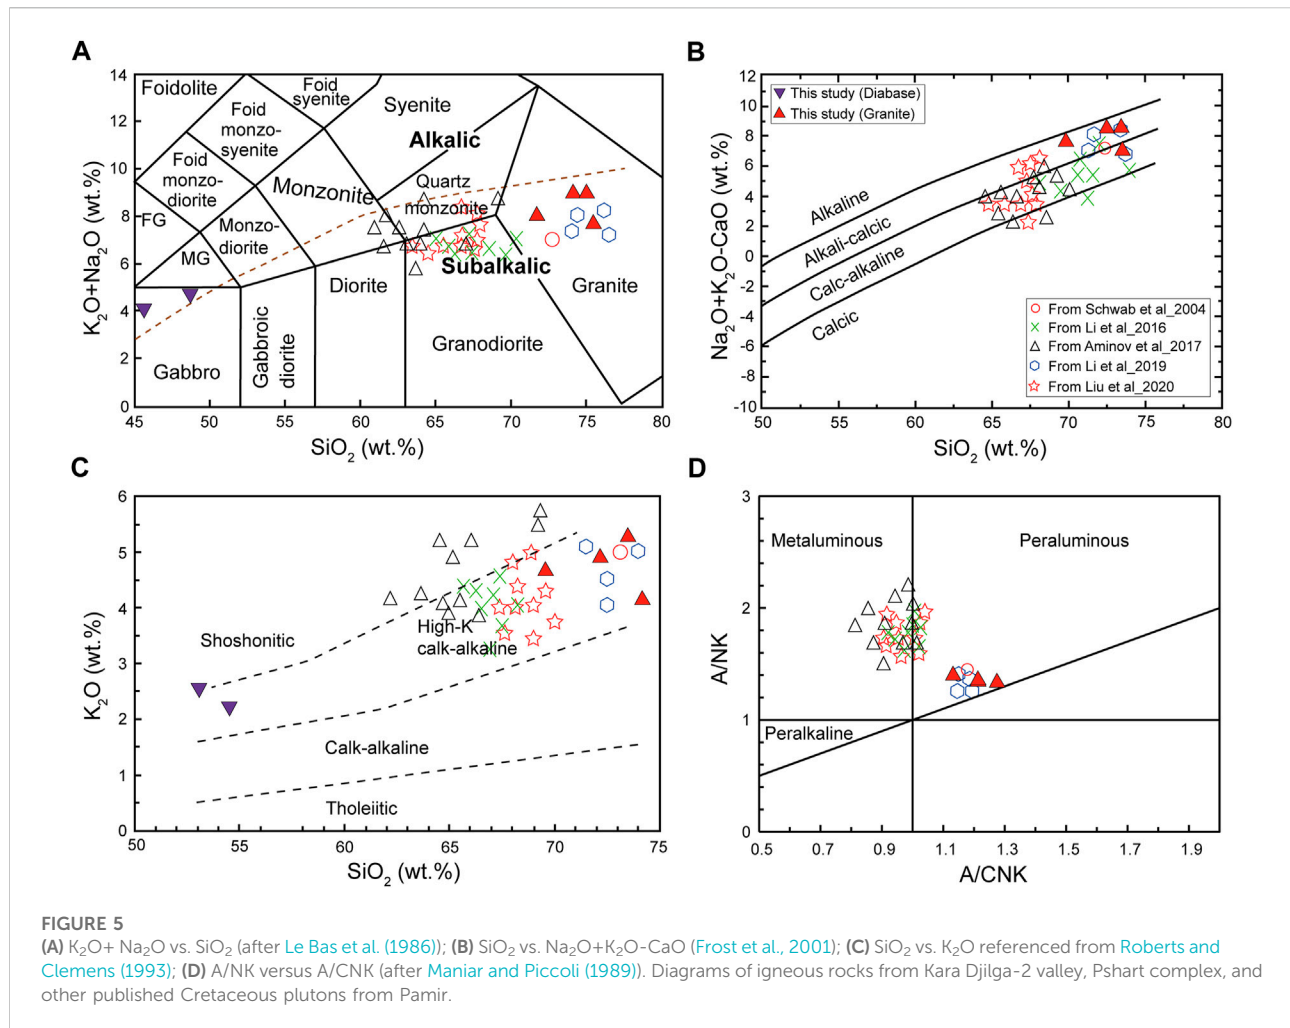 A
K2O+Na2O (wt.%)
14
12
10
8
6
4
2
0
Foidolite
Foid
syenite
Foid
monzo-
syenite
Syenite
Alkalic
Foid
monzo-
diorite
Monzonite
Quartz
monzonite
FG
Monzo-
diorite
MG
Subalkalic
Diorite
Granite
Gabbroic
diorite
Granodiorite
Gabbro
45 50 55 60 65 70 75 80
SiO2 (wt.%)
B
Na2O+K2O-CaO (wt.%)
12
10
8
6
4
2
0
-2
-4
-6
-8
-10
This study (Diabase)
This study (Granite)
Alkaline
Alkali-calcic
Calc-alkaline
Calcic
From Schwab et al_2004
From Li et al_2016
From Aminov et al_2017
From Li et al_2019
From Liu et al_2020
50 55 60 65 70 75 80
SiO2 (wt.%)
C
K2O (wt.%)
6
5
4
3
2
1
0
Shoshonitic
High-K
calk-alkaline
Calk-alkaline
Tholeiitic
50 55 60 65 70 75
SiO2 (wt.%)
D
A/NK
3
2
1
0
Metaluminous
Peraluminous
Peralkaline
0.5 0.7 0.9 1.1 1.3 1.5 1.7 1.9
A/CNK
FIGURE 5
(A) K2O+ Na2O vs. SiO2 (after Le Bas et al. (1986)); (B) SiO2 vs. Na2O+K2O-CaO (Frost et al., 2001); (C) SiO2 vs. K2O referenced from Roberts and
Clemens (1993); (D) A/NK versus A/CNK (after Maniar and Piccoli (1989)). Diagrams of igneous rocks from Kara Djilga-2 valley, Pshart complex, and
other published Cretaceous plutons from Pamir.